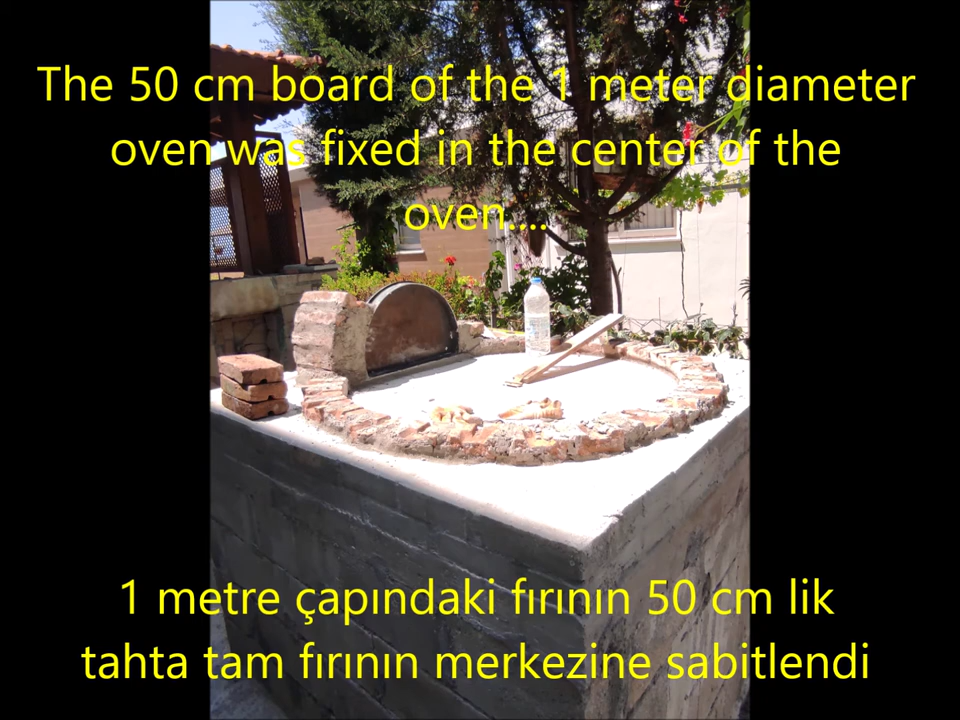 The 50 cm board of the 1 meter diameter
oven was fixed in the center of the
oven....
1 metre çapındaki fırının 50 cm lik
tahta tam fırının merkezine sabitlendi